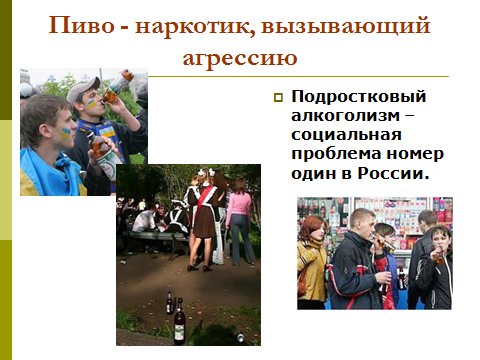 Пиво - наркотик, вызывающий
агрессию
Подростковый
алкоголизм –
социальная
проблема номер
один в России.